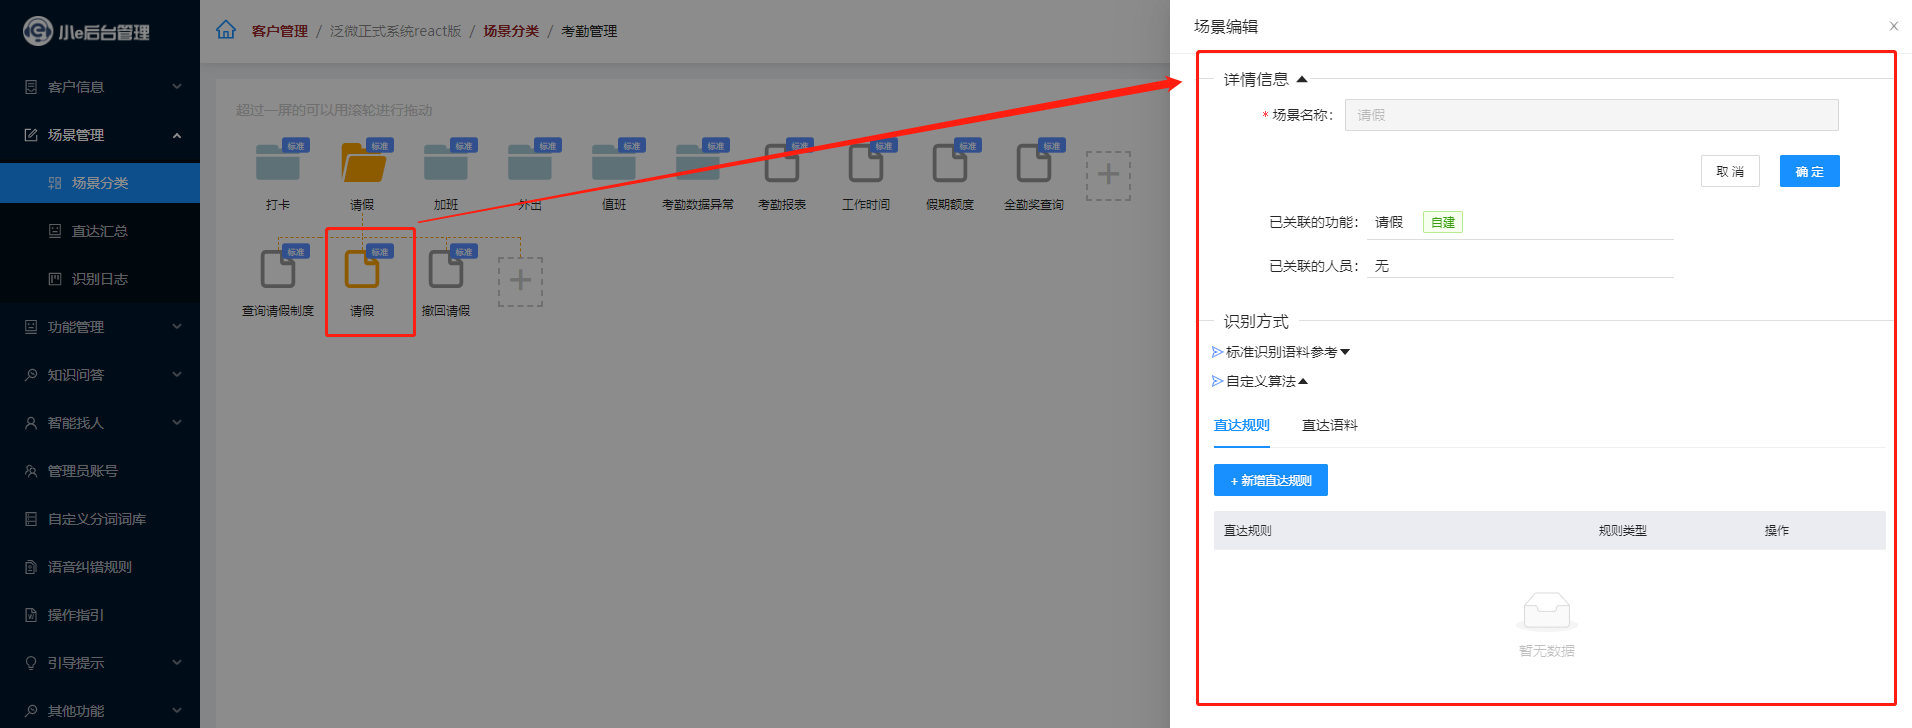 小e后台管理
客户信息
场景管理
场景分类
直达汇总
识别日志
功能管理
知识问答
智能找人
管理员账号
自定义分词词库
语音纠错规则
操作指引
引导提示
其他功能
客户管理 / 泛微正式系统react版 / 场景分类 / 考勤管理
超过一屏的可以用滚轮进行拖动
标准 标准 标准 标准 标准 标准 标准 标准 标准 标准
打卡 请假 加班 外出 值班 考勤数据异常 考勤报表 工作时间 假期额度 全勤奖查询
标准 标准 标准
查询请假制度 请假 撤回请假
场景编辑
详情信息
* 场景名称: 请假
取 消 确 定
已关联的功能: 请假 自建
已关联的人员: 无
识别方式
标准识别语料参考
自定义算法
直达规则 直达语料
+ 新增直达规则
直达规则 规则类型 操作
暂无数据